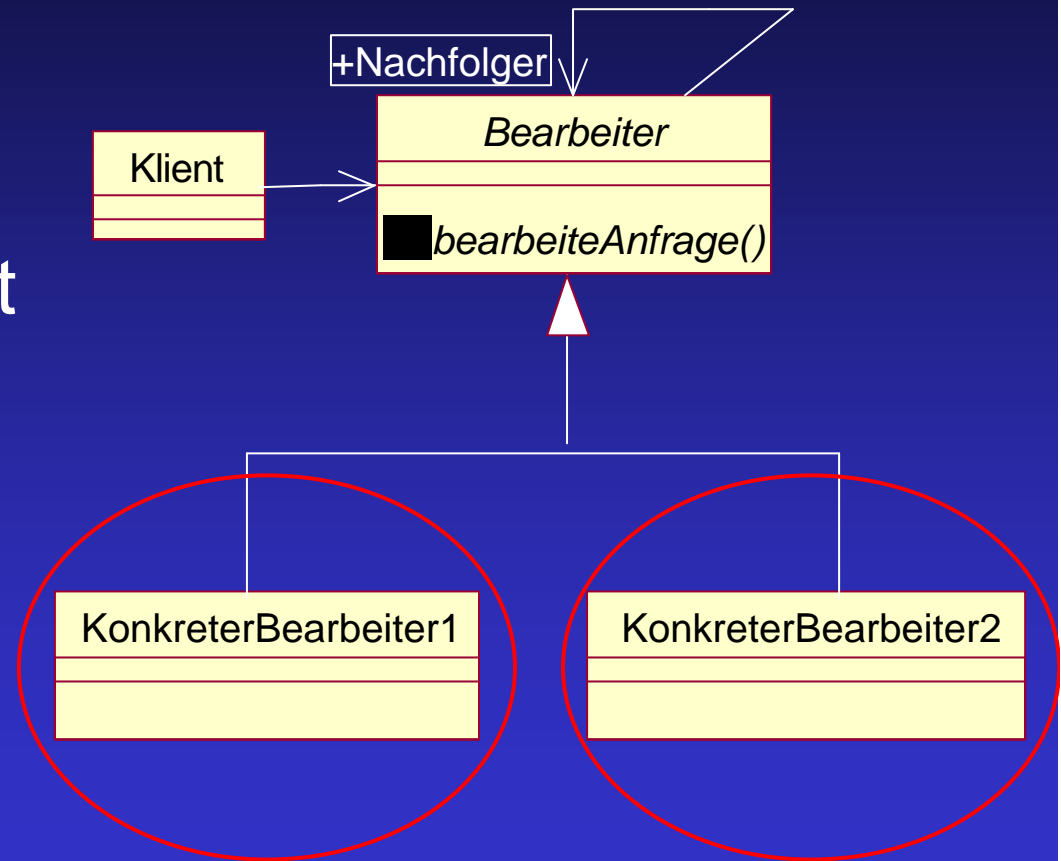 +Nachfolger
Bearbeiter
Klient
bearbeiteAnfrage()
t
KonkreterBearbeiter1
KonkreterBearbeiter2